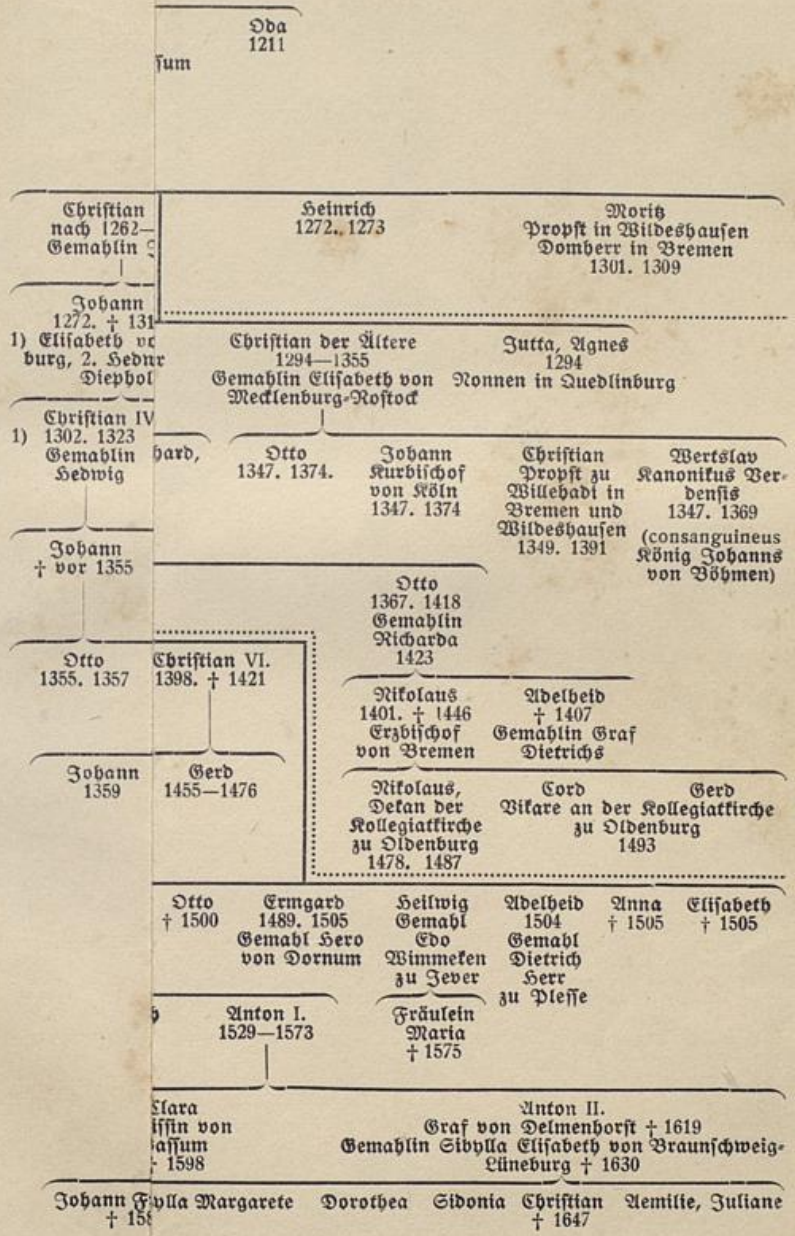 Oda
1211
sum
Christian
nach 1262—
Gemahlin
Heinrich
1272. 1273
Moritz
Propst in Wildeshausen
Domherr in Bremen
1301. 1309
Johann
1272. † 131
1) Elisabeth vo
burg, 2. Hedw
Diephol
Christian der Ältere
1294—1355
Gemahlin Elisabeth von
Mecklenburg-Rostock
Jutta, Agnes
1294
Nonnen in Quedlinburg
Christian IV
1) 1302. 1323
Gemahlin
Hedwig
hard,
Otto
1347. 1374.
Johann
Kurbischof
von Köln
1347. 1374
Christian
Propst zu
Willehadi in
Bremen und
Wildeshausen
1349. 1391
Wertslav
Kanonikus Ver-
densis
1347. 1369
(consanguineus
König Johanns
von Böhmen)
Johann
† vor 1355
Otto
1367. 1418
Gemahlin
Richarda
1423
Otto
1355. 1357
Christian VI.
1398. † 1421
Nikolaus
1401. † 1446
Erzbischof
von Bremen
Adelheid
† 1407
Gemahlin Graf
Dietrichs
Johann
1359
Gerd
1455—1476
Nikolaus,
Dekan der
Kollegiatkirche
zu Oldenburg
1478. 1487
Cord Gerd
Vikare an der Kollegiatkirche
zu Oldenburg
1493
Otto
† 1500
Ermgard
1489. 1505
Gemahl Hero
von Dornum
Heilwig
Gemahl
Edo
Wimmeken
zu Jever
Adelheid
1504
Gemahl
Dietrich
Herr
zu Plesse
Anna
† 1505
Elisabeth
† 1505
Anton I.
1529—1573
Fräulein
Maria
† 1575
Clara
issin von
assum
† 1598
Anton II.
Graf von Delmenhorst † 1619
Gemahlin Sibylla Elisabeth von Braunschweig-
Lüneburg † 1630
Johann F
† 158
ylla Margarete Dorothea Sidonia Christian Aemilie, Juliane
† 1647